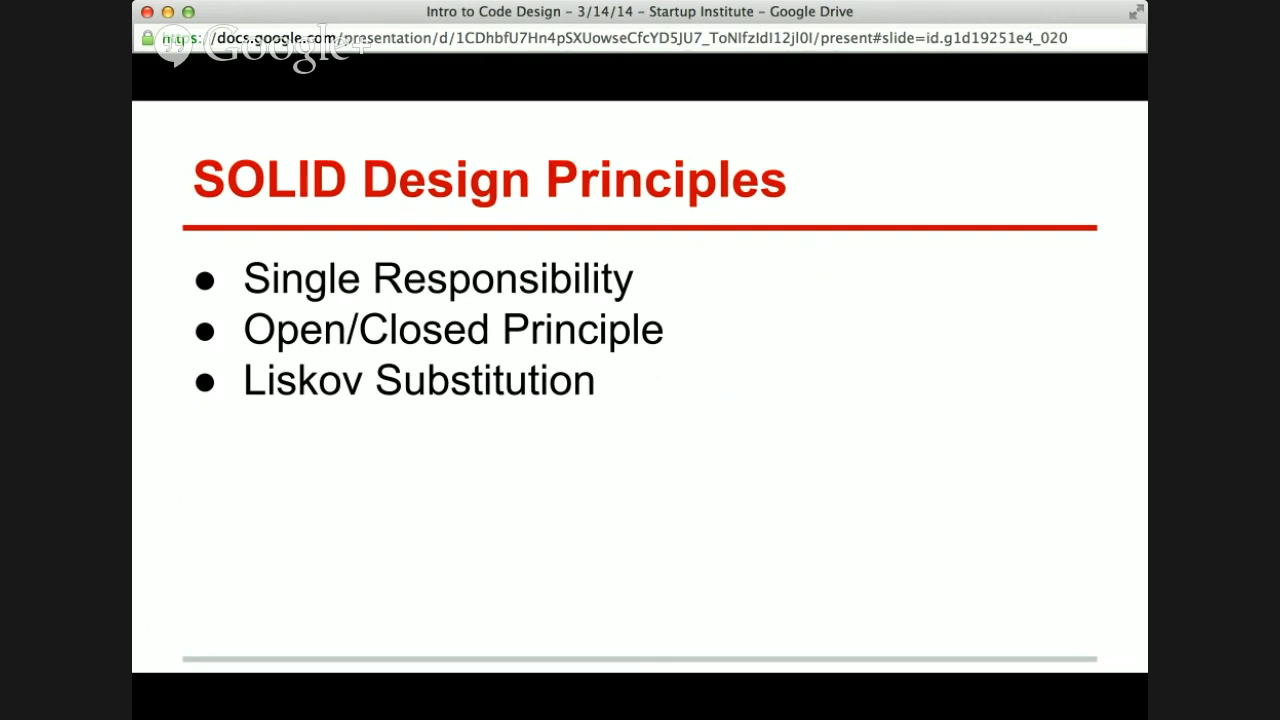 Intro to Code Design – 3/14/14 – Startup Institute – Google Drive
https://docs.google.com/presentation/d/1CDhbfU7Hn4pSXUowseCfcYD5JU7_ToNIfzIdI12jl0I/present#slide=id.g1d19251e4_020
Google+
SOLID Design Principles
● Single Responsibility
● Open/Closed Principle
● Liskov Substitution